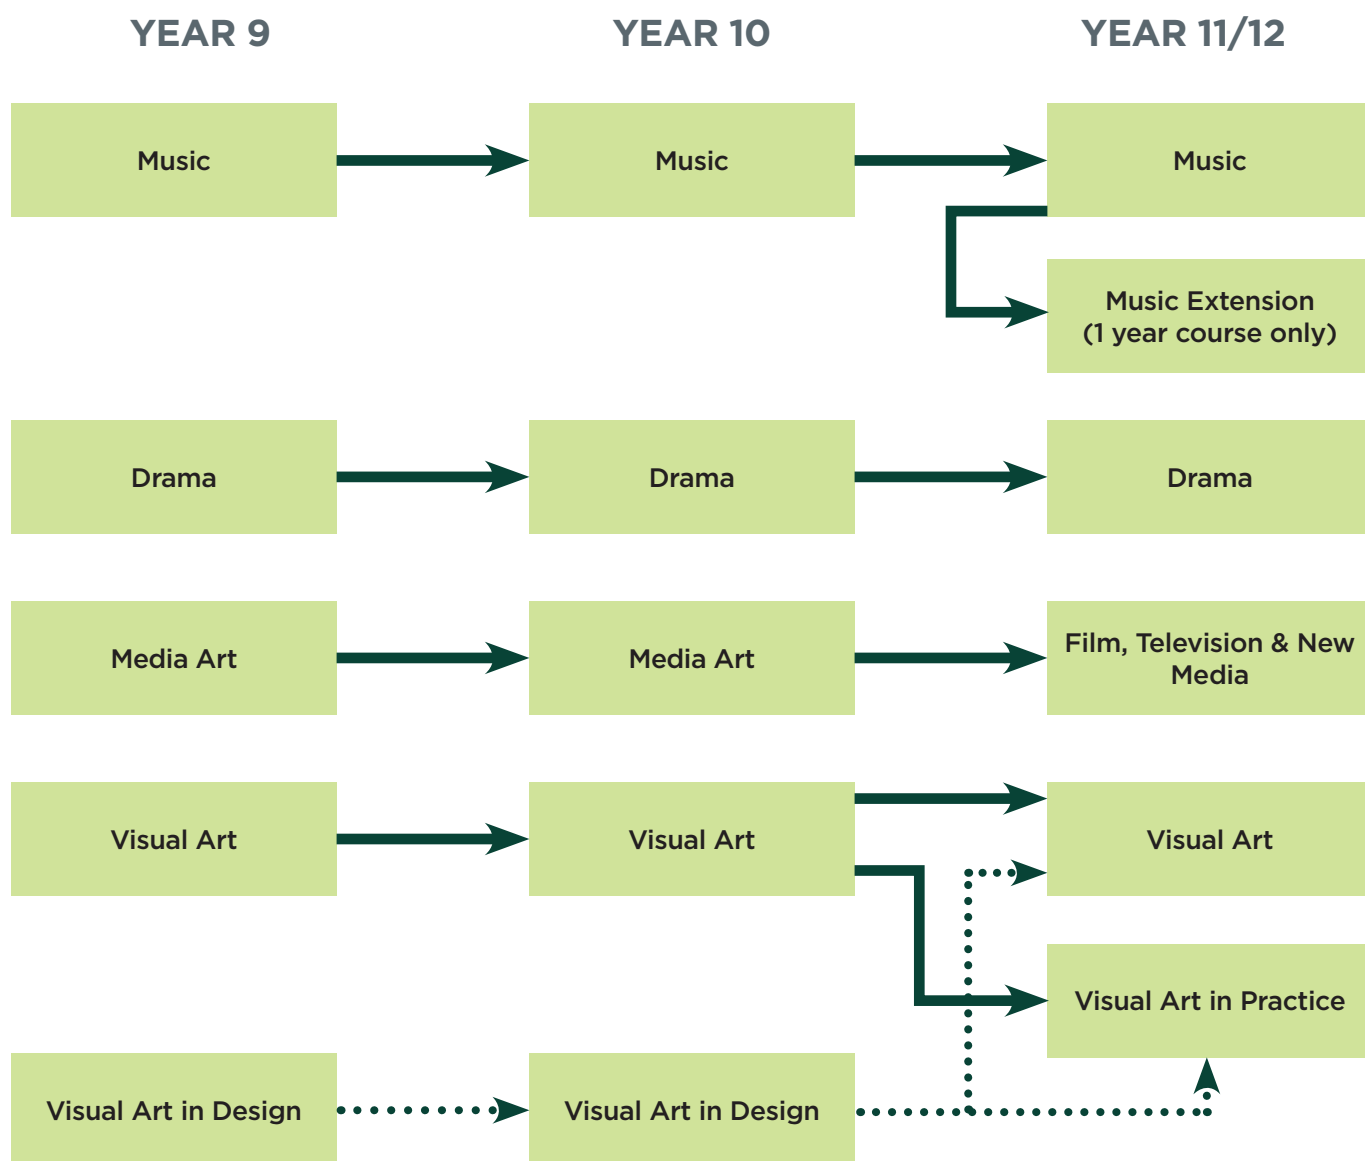 YEAR 9
YEAR 10
YEAR 11/12
Music
Music
Music
Music Extension
(1 year course only)
Drama
Drama
Drama
Media Art
Media Art
Film, Television & New
Media
Visual Art
Visual Art
Visual Art
Visual Art in Practice
Visual Art in Design
Visual Art in Design